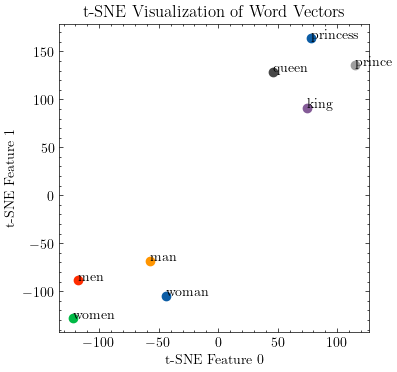 t-SNE Visualization of Word Vectors
princess
prince
queen
king
man
men
woman
women
150
100
50
0
−50
−100
−100
−50
0
50
100
t-SNE Feature 1
t-SNE Feature 0